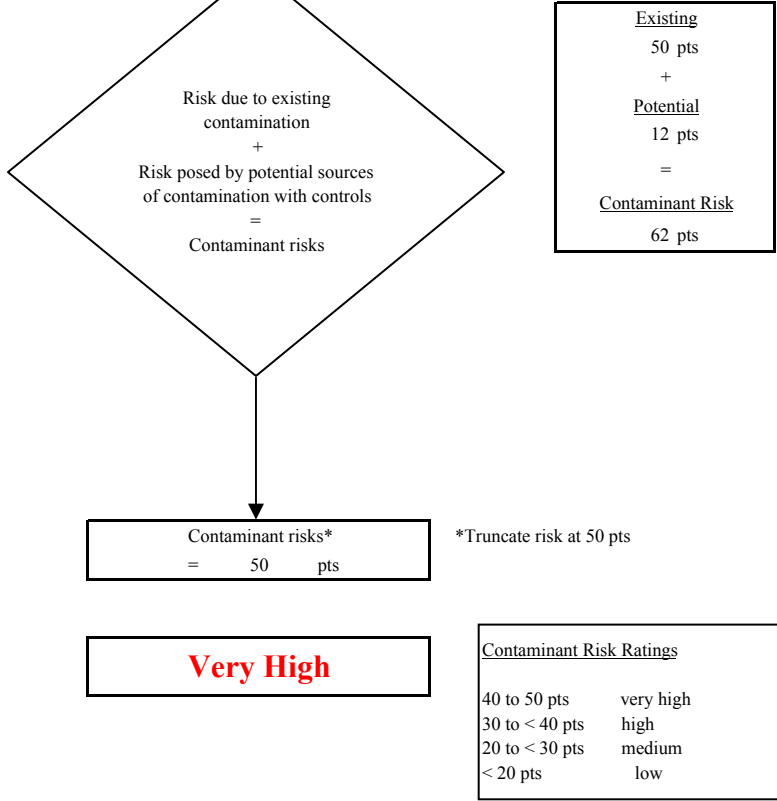 Risk due to existing
contamination
+
Risk posed by potential sources
of contamination with controls
=
Contaminant risks
Existing
50 pts
+
Potential
12 pts
=
Contaminant Risk
62 pts
Contaminant risks*
= 50 pts
*Truncate risk at 50 pts
Very High
Contaminant Risk Ratings
40 to 50 pts very high
30 to < 40 pts high
20 to < 30 pts medium
< 20 pts low